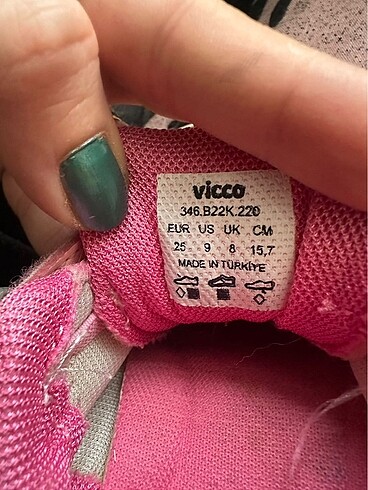 vicco
346.B22K.220
EUR US UK CM
25 9 8 15,7
MADE IN TÜRKİYE